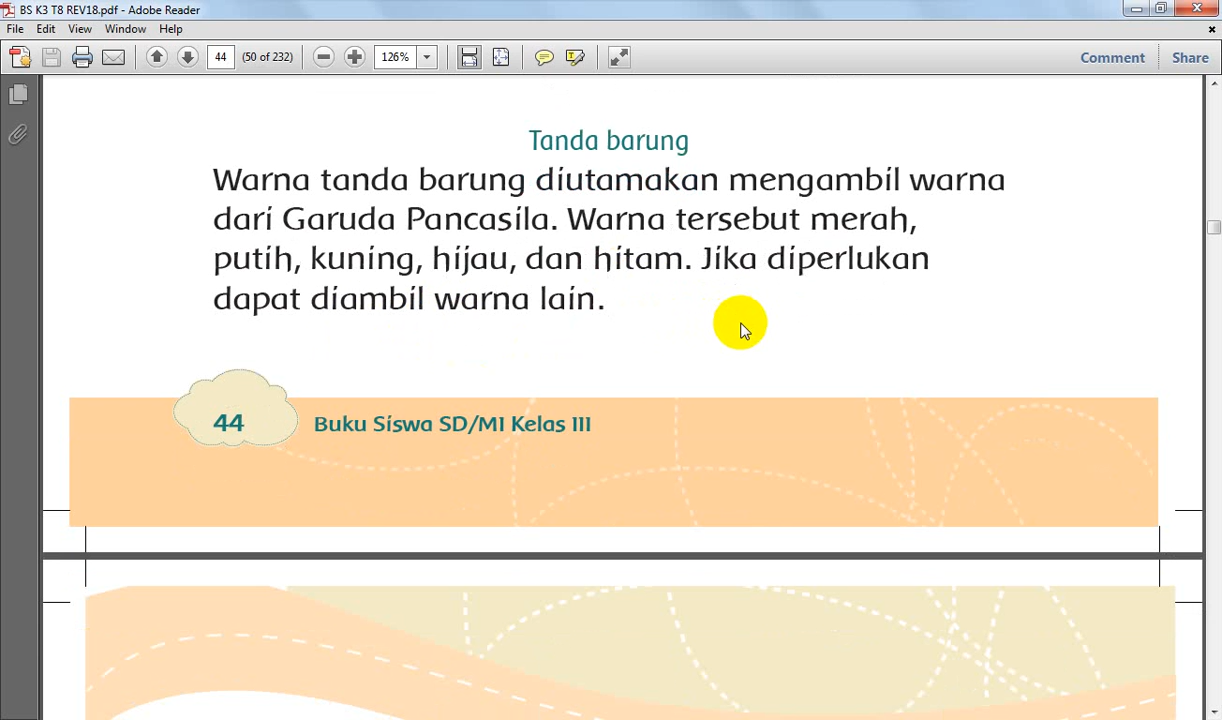 BS K3 T8 REV18.pdf - Adobe Reader
File Edit View Window Help
44 (50 of 232) 126% Comment Share
Tanda barung
Warna tanda barung diutamakan mengambil warna
dari Garuda Pancasila. Warna tersebut merah,
putih, kuning, hijau, dan hitam. Jika diperlukan
dapat diambil warna lain.
44 Buku Siswa SD/MI Kelas III